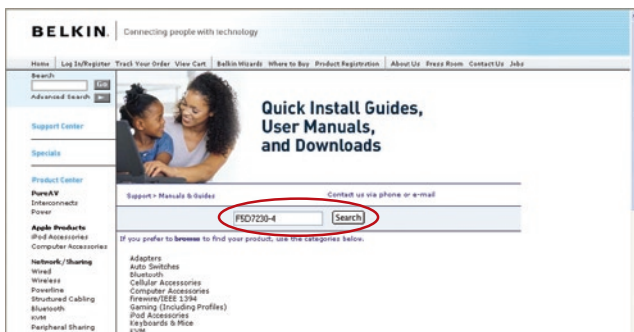 BELKIN.
Connecting people with technology
Home Log In/Register Track Your Order View Cart Belkin Wizards Where to Buy Product Registration About Us Press Room Contact Us Jobs
Search
Go
Advanced Search
Support Center
Specials
Product Center
PureAV
Interconnects
Power
Apple Products
iPod Accessories
Computer Accessories
Network/Sharing
Wired
Wireless
Powerline
Structured Cabling
Bluetooth
KVM
Peripheral Sharing
Quick Install Guides,
User Manuals,
and Downloads
Support > Manuals & Guides
Contact us via phone or e-mail
F5D7230-4
Search
If you prefer to browse to find your product, use the categories below.
Adapters
Auto Switches
Bluetooth
Cellular Accessories
Computer Accessories
Firewire/IEEE 1394
Gaming (Including Profiles)
iPod Accessories
Keyboards & Mice
KVM